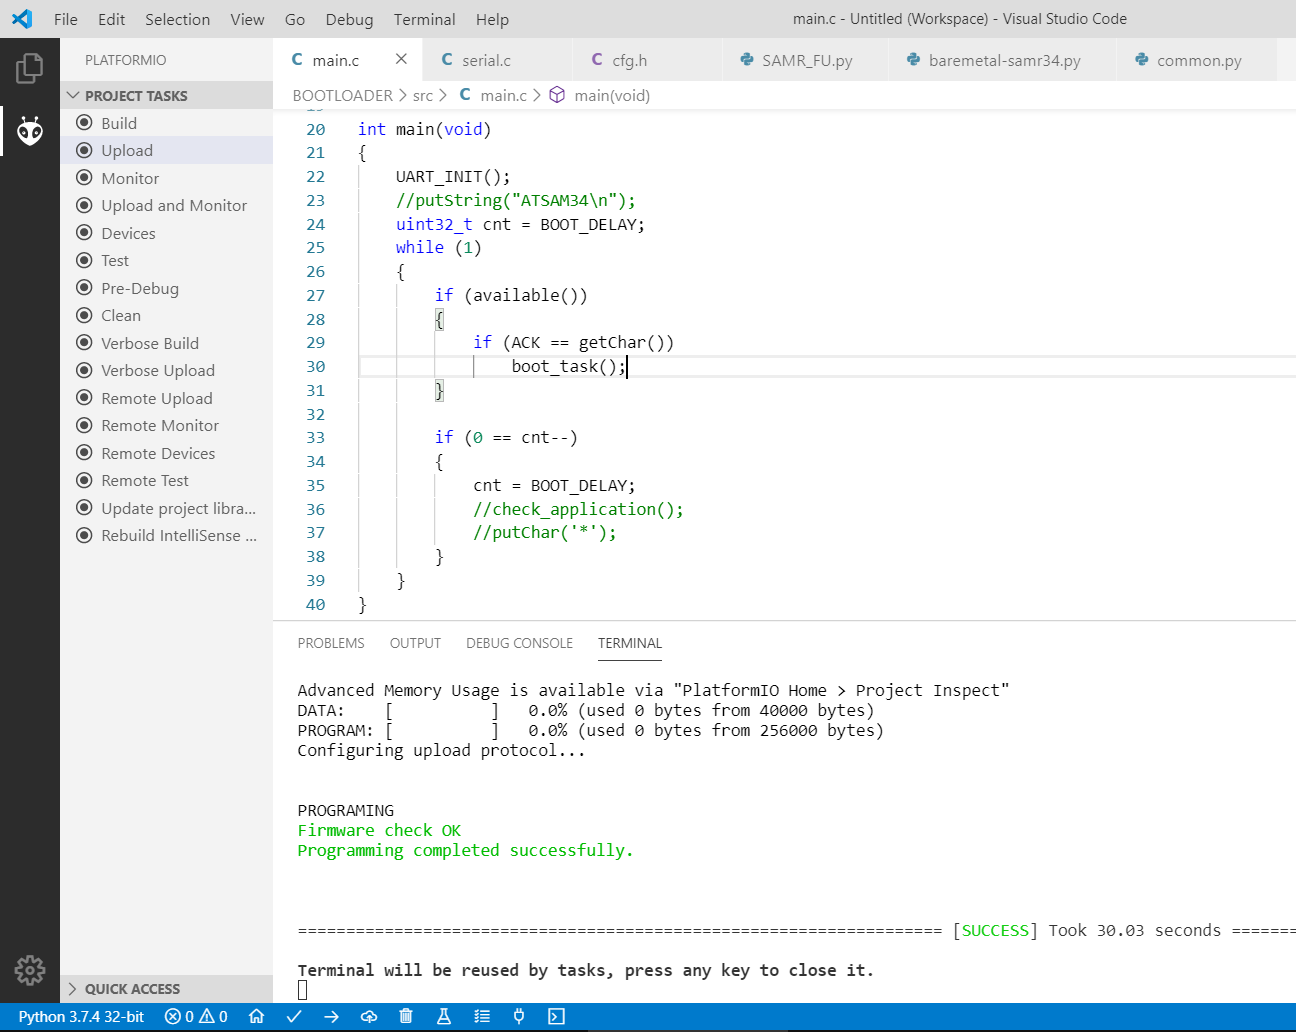 File Edit Selection View Go Debug Terminal Help main.c - Untitled (Workspace) - Visual Studio Code
PLATFORMIO
PROJECT TASKS
Build
Upload
Monitor
Upload and Monitor
Devices
Test
Pre-Debug
Clean
Verbose Build
Verbose Upload
Remote Upload
Remote Monitor
Remote Devices
Remote Test
Update project libra...
Rebuild IntelliSense ...
QUICK ACCESS
C main.c C serial.c C cfg.h SAMR_FU.py baremetal-samr34.py common.py
BOOTLOADER > src > C main.c > main(void)
20 int main(void)
21 {
22 UART_INIT();
23 //putString("ATSAM34\n");
24 uint32_t cnt = BOOT_DELAY;
25 while (1)
26 {
27 if (available())
28 {
29 if (ACK == getChar())
30 boot_task();
31 }
32
33 if (0 == cnt--)
34 {
35 cnt = BOOT_DELAY;
36 //check_application();
37 //putChar('*');
38 }
39 }
40 }
PROBLEMS OUTPUT DEBUG CONSOLE TERMINAL
Advanced Memory Usage is available via "PlatformIO Home > Project Inspect"
DATA: [ ] 0.0% (used 0 bytes from 40000 bytes)
PROGRAM: [ ] 0.0% (used 0 bytes from 256000 bytes)
Configuring upload protocol...
PROGRAMING
Firmware check OK
Programming completed successfully.
=================================================================== [SUCCESS] Took 30.03 seconds =======
Terminal will be reused by tasks, press any key to close it.
Python 3.7.4 32-bit 0 0